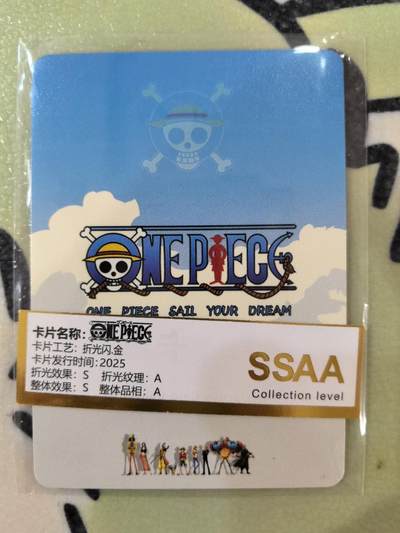 ONE PIECE
ONE PIECE SAIL YOUR DREAM
卡片名称: ONE PIECE
卡片工艺: 折光闪.金
卡片发行时间: 2025
折光效果: S 折光纹理: A
整体效果: S 整体品相: A
SSAA
Collection level